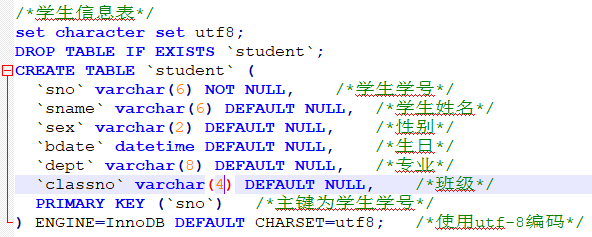 /*学生信息表*/
set character set utf8;
DROP TABLE IF EXISTS `student`;
CREATE TABLE `student` (
  `sno` varchar(6) NOT NULL,    /*学生学号*/
  `sname` varchar(6) DEFAULT NULL,  /*学生姓名*/
  `sex` varchar(2) DEFAULT NULL,    /*性别*/
  `bdate` datetime DEFAULT NULL,    /*生日*/
  `dept` varchar(8) DEFAULT NULL,   /*专业*/
  `classno` varchar(4) DEFAULT NULL,    /*班级*/
  PRIMARY KEY (`sno`)   /*主键为学生学号*/
) ENGINE=InnoDB DEFAULT CHARSET=utf8;   /*使用utf-8编码*/